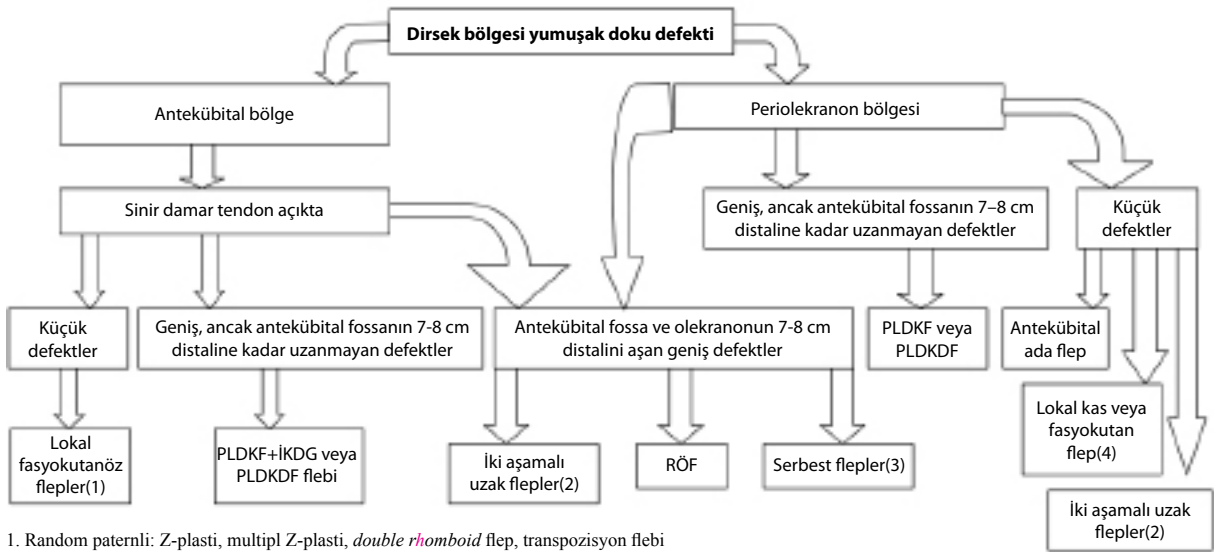 Dirsek bölgesi yumuşak doku defekti
Antekübital bölge
Periolekranon bölgesi
Sinir damar tendon açıkta
Geniş, ancak antekübital fossanın 7–8 cm
distaline kadar uzanmayan defektler
Küçük
defektler
Küçük
defektler
Geniş, ancak antekübital fossanın 7-8 cm
distaline kadar uzanmayan defektler
Antekübital fossa ve olekranonun 7-8 cm
distalini aşan geniş defektler
PLDKF veya
PLDKDF
Antekübital
ada flep
Lokal
fasyokutanöz
flepler(1)
PLDKF+İKDG veya
PLDKDF flebi
İki aşamalı
uzak flepler(2)
RÖF
Serbest flepler(3)
Lokal kas veya
fasyokutan
flep(4)
İki aşamalı uzak
flepler(2)
1. Random paternli: Z-plasti, multipl Z-plasti, double rhomboid flep, transpozisyon flebi